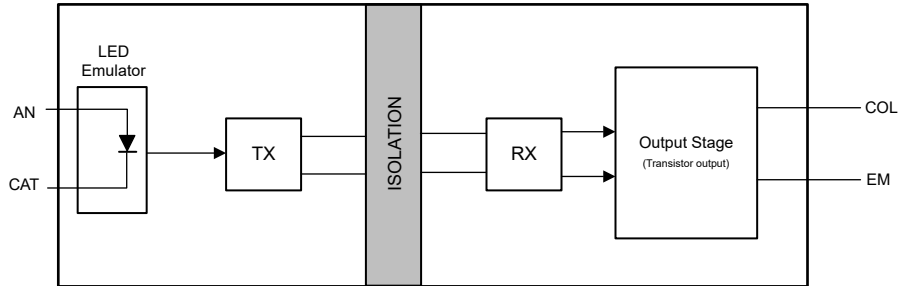 LED
Emulator
AN
CAT
TX
ISOLATION
RX
Output Stage
(Transistor output)
COL
EM